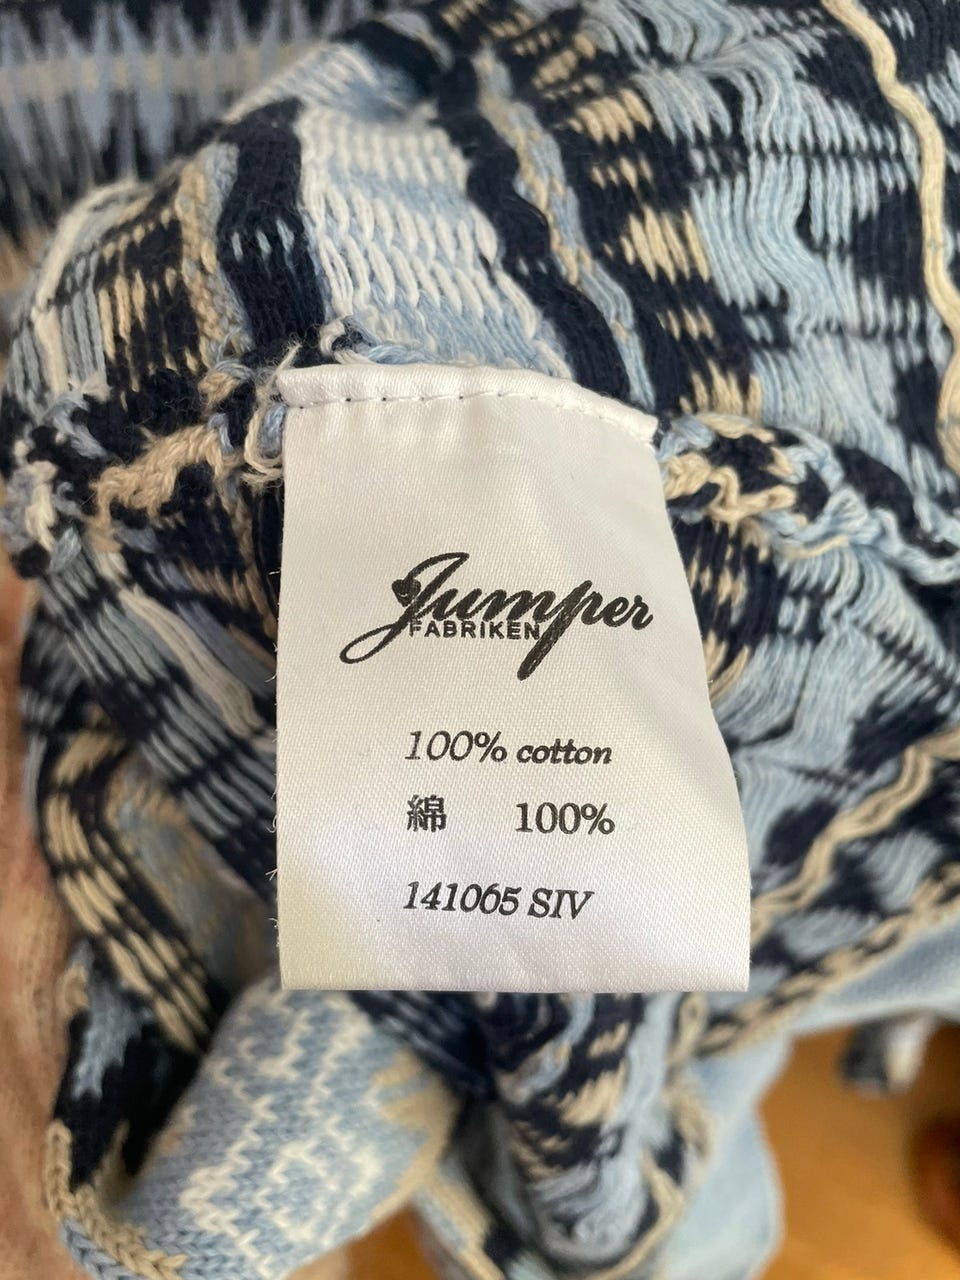 Jumper
FABRIKEN
100% cotton
綿 100%
141065 SIV